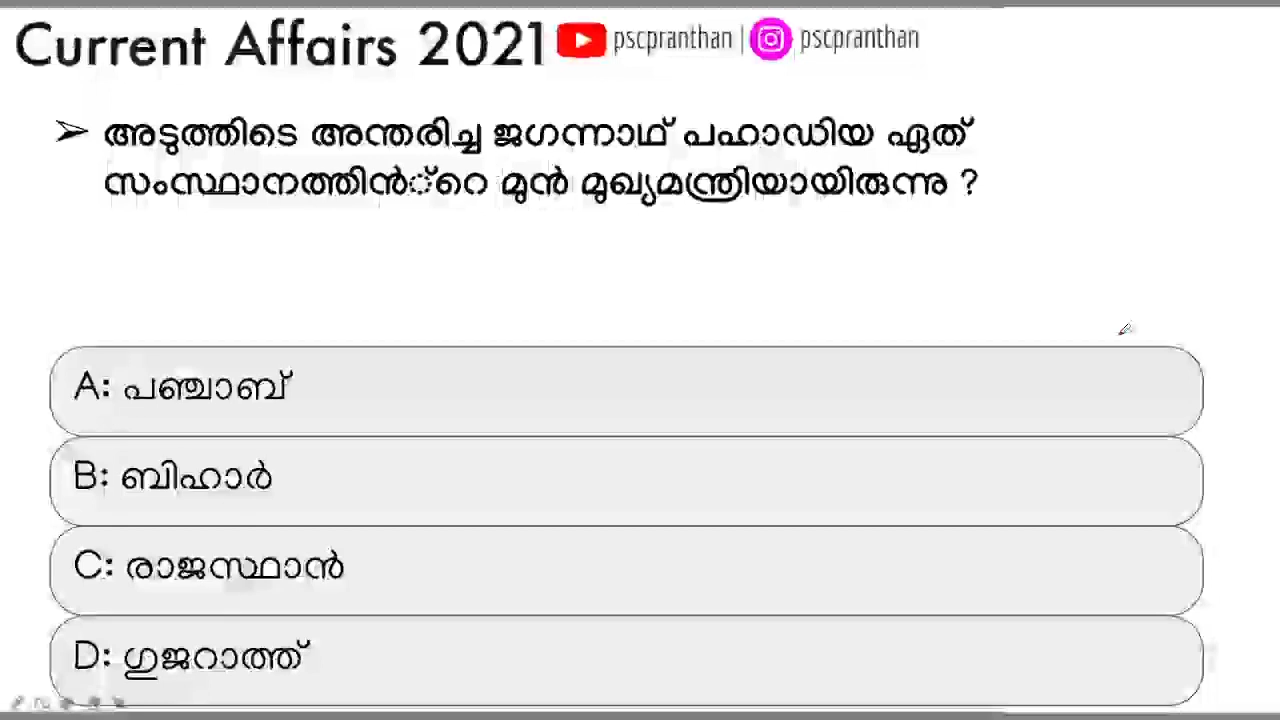 Current Affairs 2021 pscpranthan | pscpranthan
➢ അടുത്തിടെ അന്തരിച്ച ജഗന്നാഥ് പഹാഡിയ ഏത്
സംസ്ഥാനത്തിൻ്റെ മുൻ മുഖ്യമന്ത്രിയായിരുന്നു ?
A: പഞ്ചാബ്
B: ബിഹാർ
C: രാജസ്ഥാൻ
D: ഗുജറാത്ത്